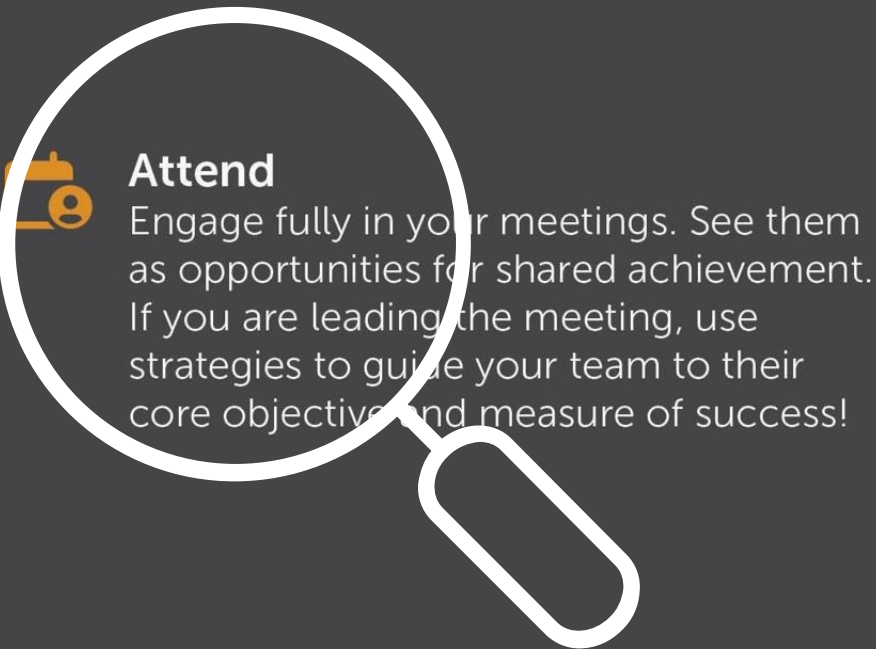 Attend
Engage fully in your meetings. See them
as opportunities for shared achievement.
If you are leading the meeting, use
strategies to guide your team to their
core objective and measure of success!